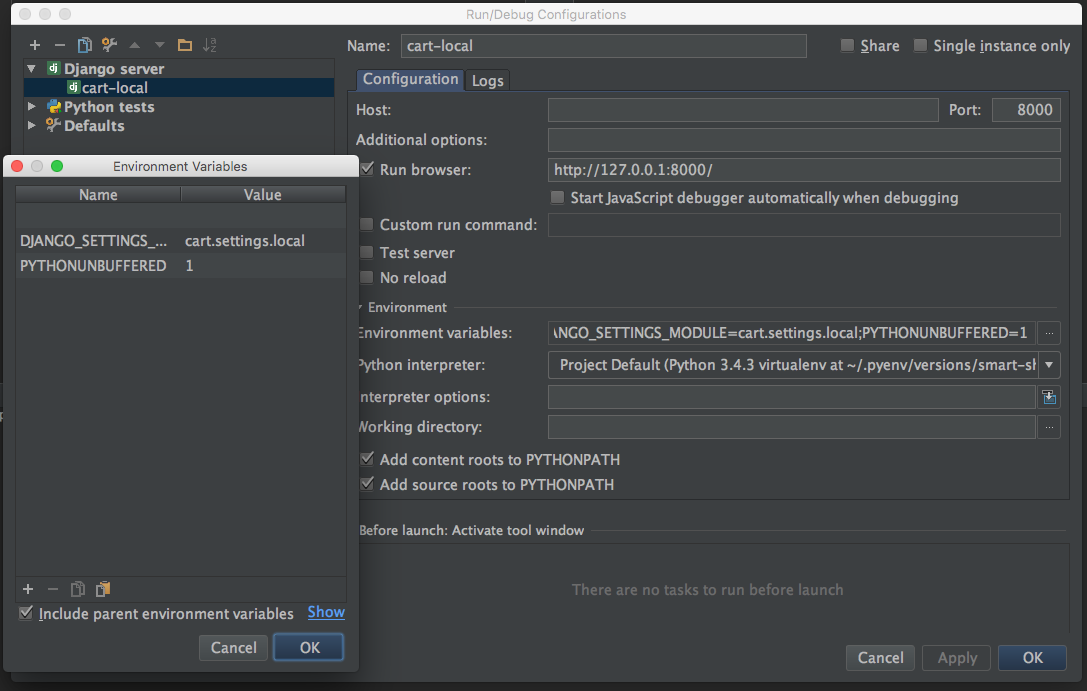 Run/Debug Configurations
Name: cart-local Share Single instance only
Django server
cart-local
Python tests
Defaults
Configuration Logs
Host: Port: 8000
Additional options:
Run browser: http://127.0.0.1:8000/
Start JavaScript debugger automatically when debugging
Custom run command:
Test server
No reload
Environment
Environment variables: NGO_SETTINGS_MODULE=cart.settings.local;PYTHONUNBUFFERED=1 ...
Python interpreter: Project Default (Python 3.4.3 virtualenv at ~/.pyenv/versions/smart-sh
nterpreter options:
Working directory: ...
Add content roots to PYTHONPATH
Add source roots to PYTHONPATH
Before launch: Activate tool window
There are no tasks to run before launch
Cancel Apply OK
Environment Variables
Name Value
DJANGO_SETTINGS_... cart.settings.local
PYTHONUNBUFFERED 1
Include parent environment variables Show
Cancel OK